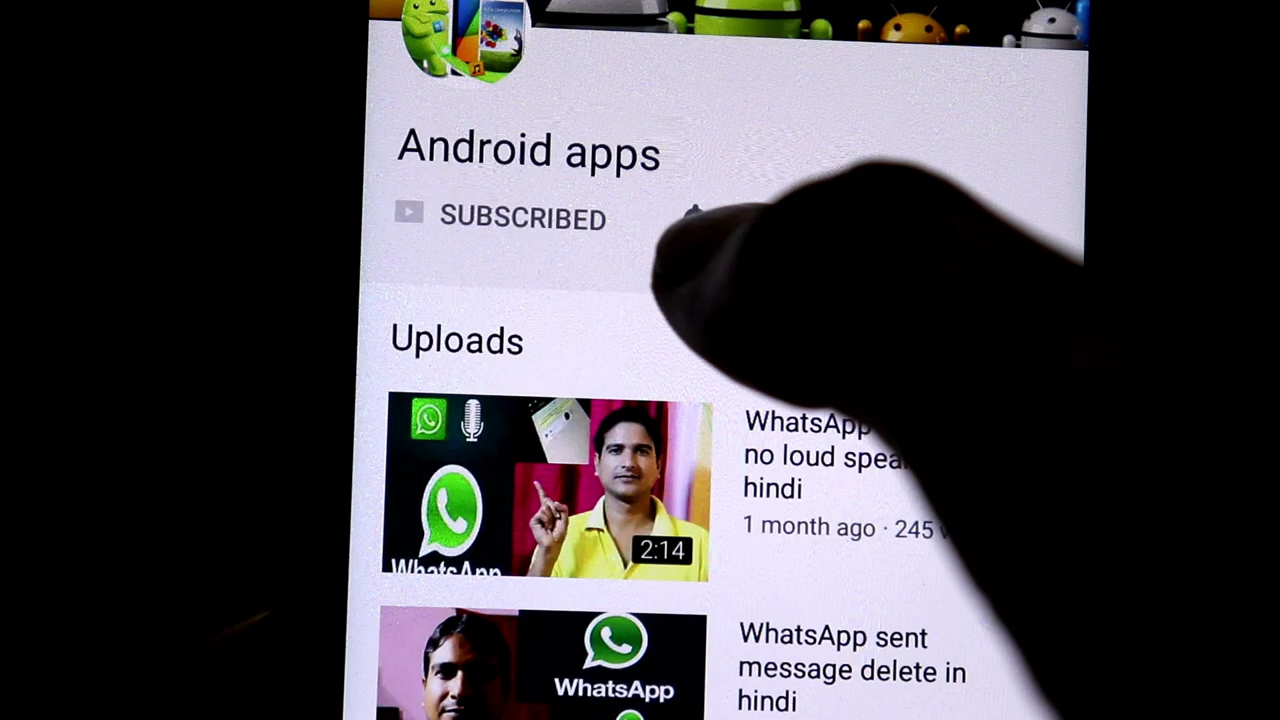 Android apps
SUBSCRIBED
Uploads
WhatsApp
no loud
hindi
1 month ago · 245
2:14
WhatsApp
WhatsApp sent
message delete in
hindi
WhatsApp